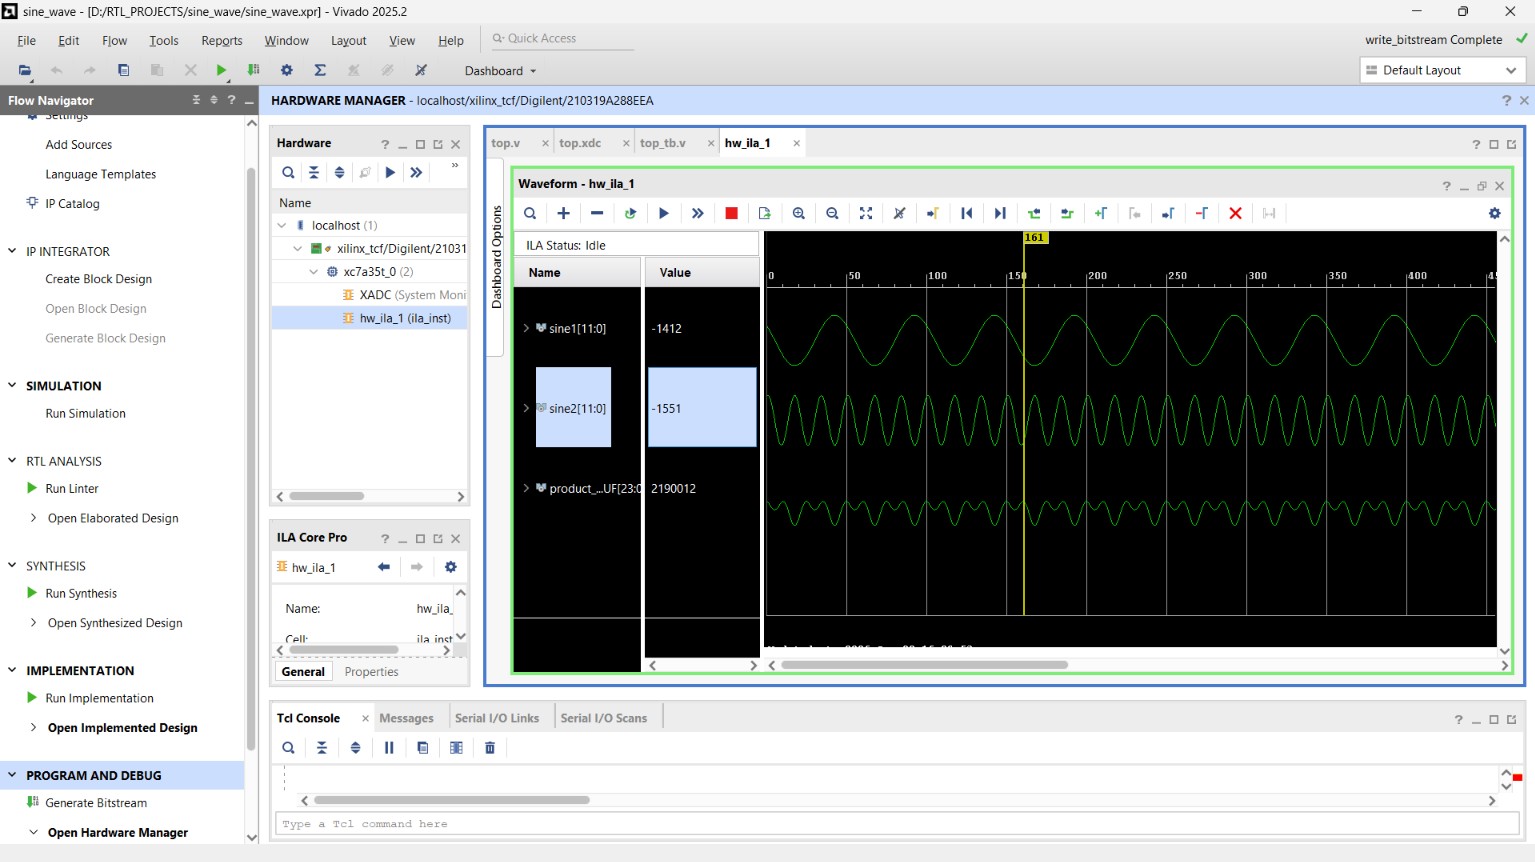 sine_wave - [D:/RTL_PROJECTS/sine_wave/sine_wave.xpr] - Vivado 2025.2
File Edit Flow Tools Reports Window Layout View Help Quick Access
write_bitstream Complete
Dashboard
Default Layout
Flow Navigator
HARDWARE MANAGER - localhost/xilinx_tcf/Digilent/210319A288EEA
Settings
Add Sources
Language Templates
IP Catalog
IP INTEGRATOR
Create Block Design
Open Block Design
Generate Block Design
SIMULATION
Run Simulation
RTL ANALYSIS
Run Linter
Open Elaborated Design
SYNTHESIS
Run Synthesis
Open Synthesized Design
IMPLEMENTATION
Run Implementation
Open Implemented Design
PROGRAM AND DEBUG
Generate Bitstream
Open Hardware Manager
Hardware
Name
localhost (1)
xilinx_tcf/Digilent/21031
xc7a35t_0 (2)
XADC (System Moni
hw_ila_1 (ila_inst)
ILA Core Pro
hw_ila_1
Name: hw_ila_
Cell: ila_inst
General Properties
top.v top.xdc top_tb.v hw_ila_1
Dashboard Options
Waveform - hw_ila_1
ILA Status: Idle
Name Value
sine1[11:0] -1412
sine2[11:0] -1551
product_...UF[23:0 2190012
161
0 50 100 150 200 250 300 350 400 45
Tcl Console Messages Serial I/O Links Serial I/O Scans
Type a Tcl command here